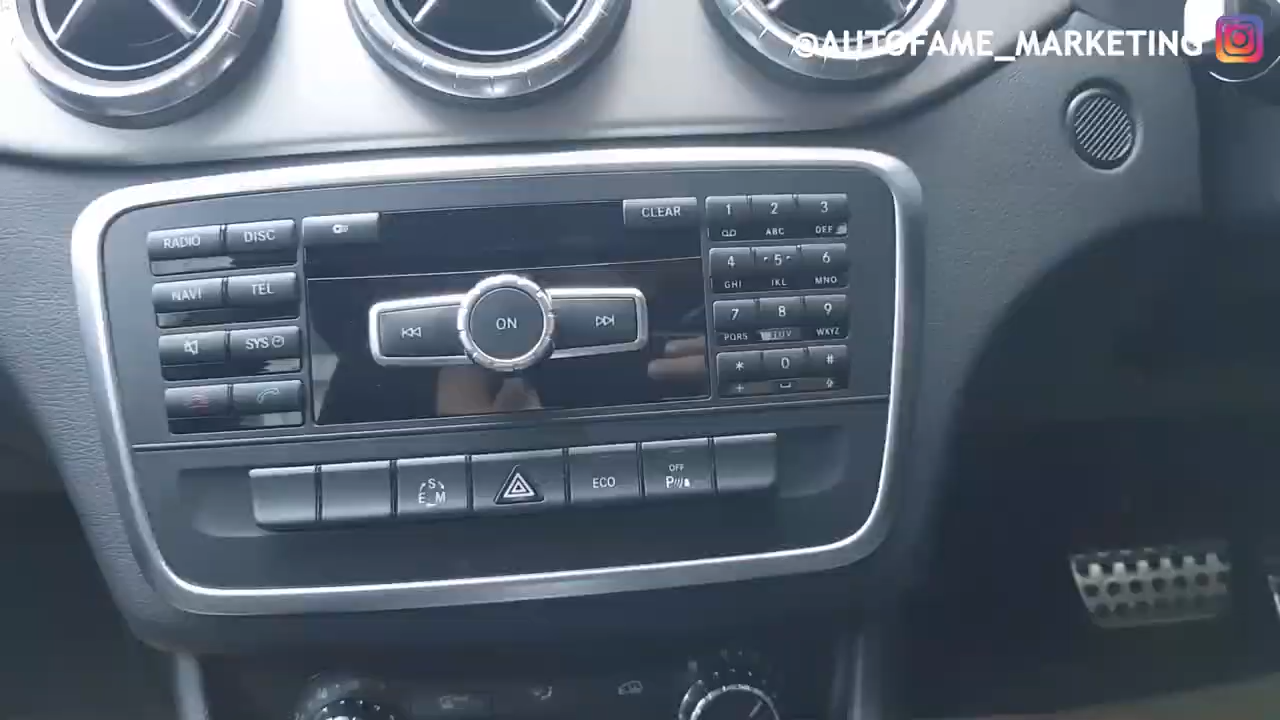 @AUTOFAME_MARKETING
RADIO DISC CLEAR 1 2 3
ABC DEF
NAVI TEL 4 5 6
GHI JKL MNO
SYS ON 7 8 9
PQRS TUV WXYZ
* 0 #
+
S
E M
ECO
OFF
P